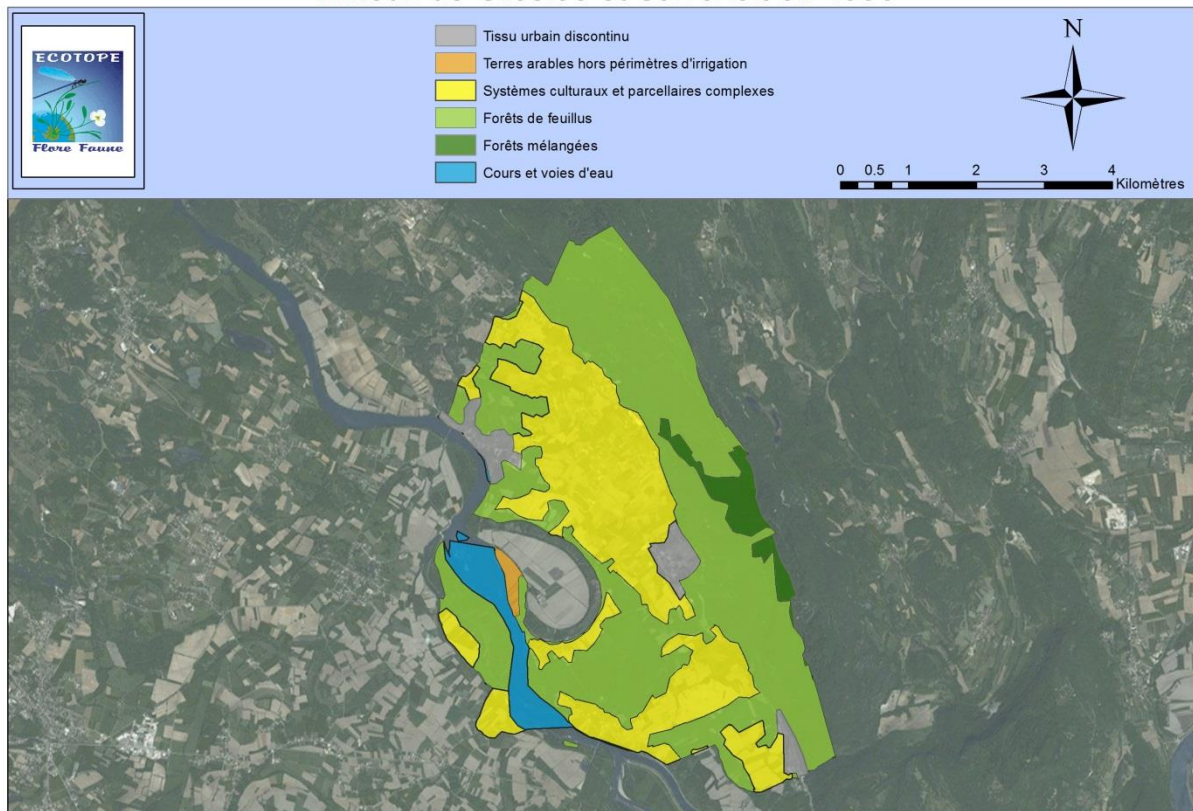 ECOTOPE
Flore Faune
Tissu urbain discontinu
Terres arables hors périmètres d'irrigation
Systèmes culturaux et parcellaires complexes
Forêts de feuillus
Forêts mélangées
Cours et voies d'eau
N
0 0.5 1 2 3 4
Kilomètres